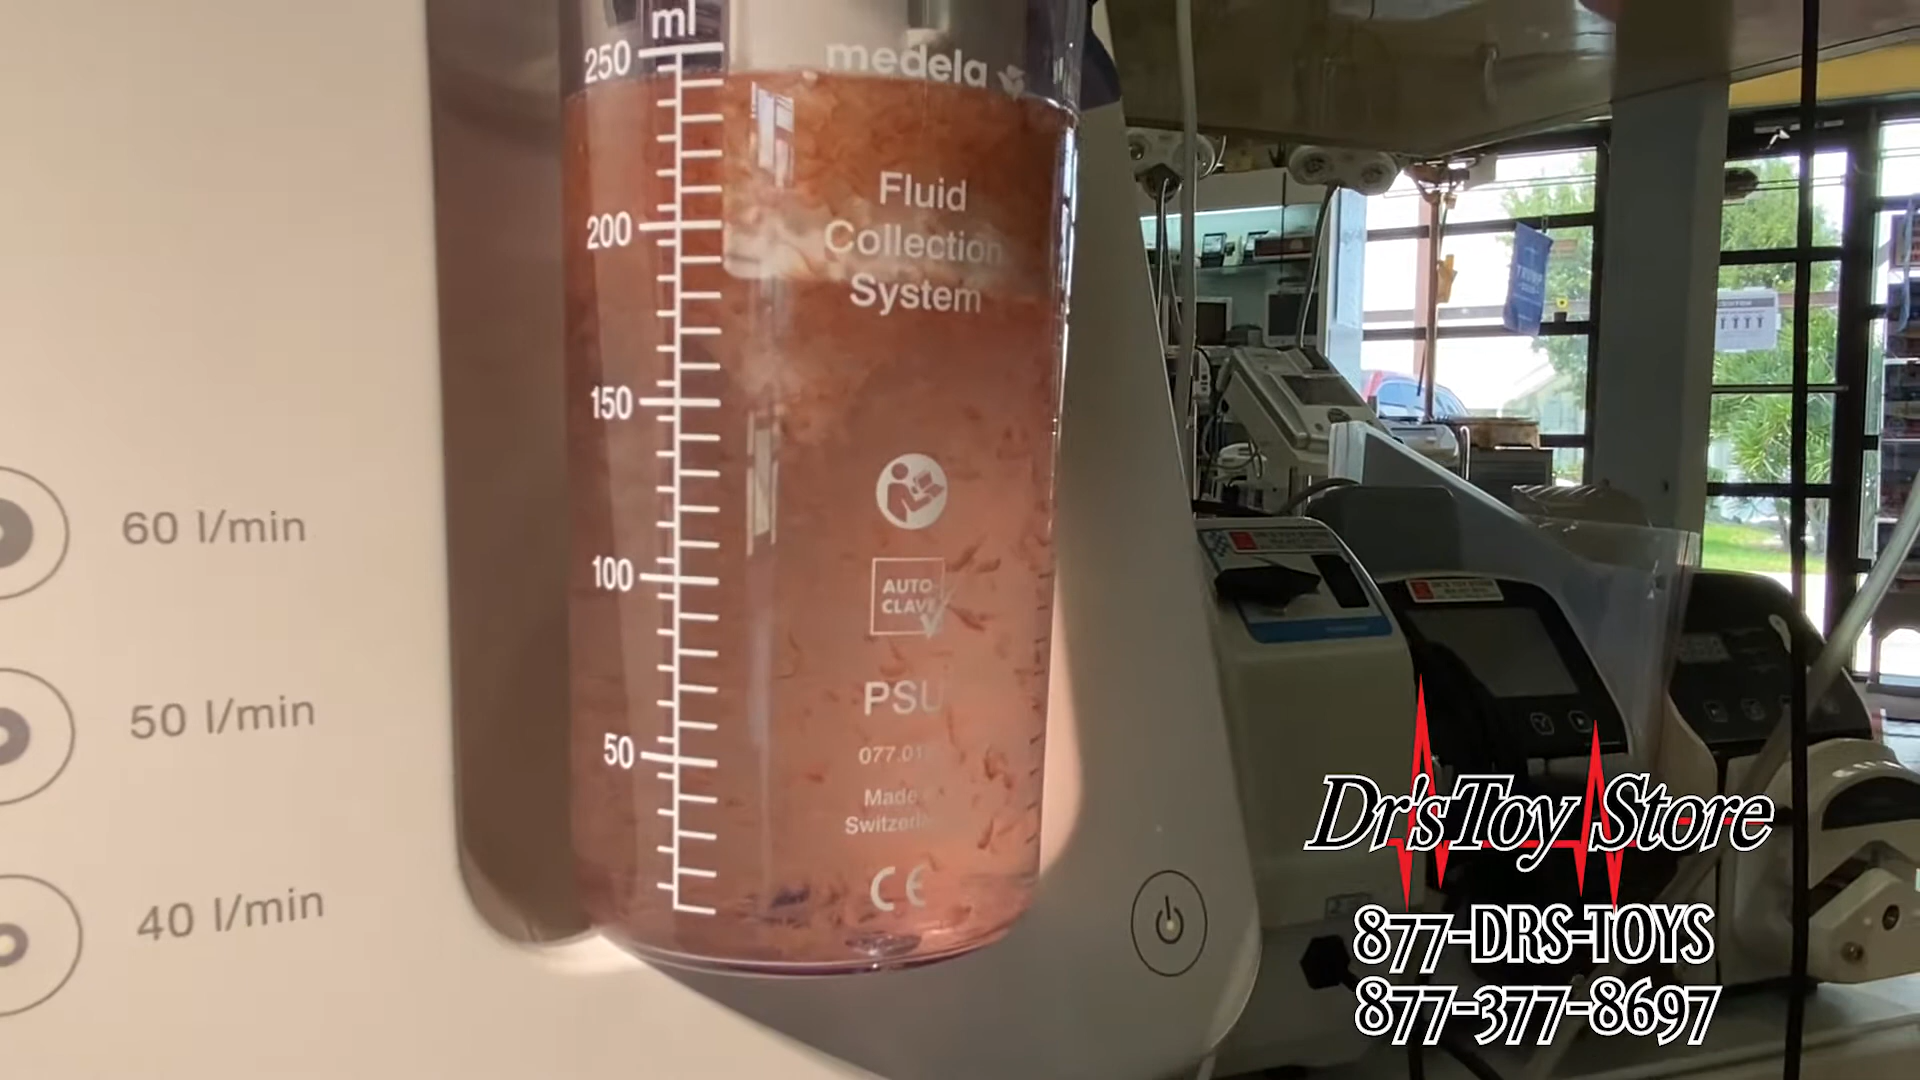 ml
250
200
150
100
50
medela
Fluid
Collection
System
AUTO-
CLAVE
PSU
Made
CE
60 l/min
50 l/min
40 l/min
TRUMP
Dr's Toy Store
877-DRS-TOYS
877-377-8697